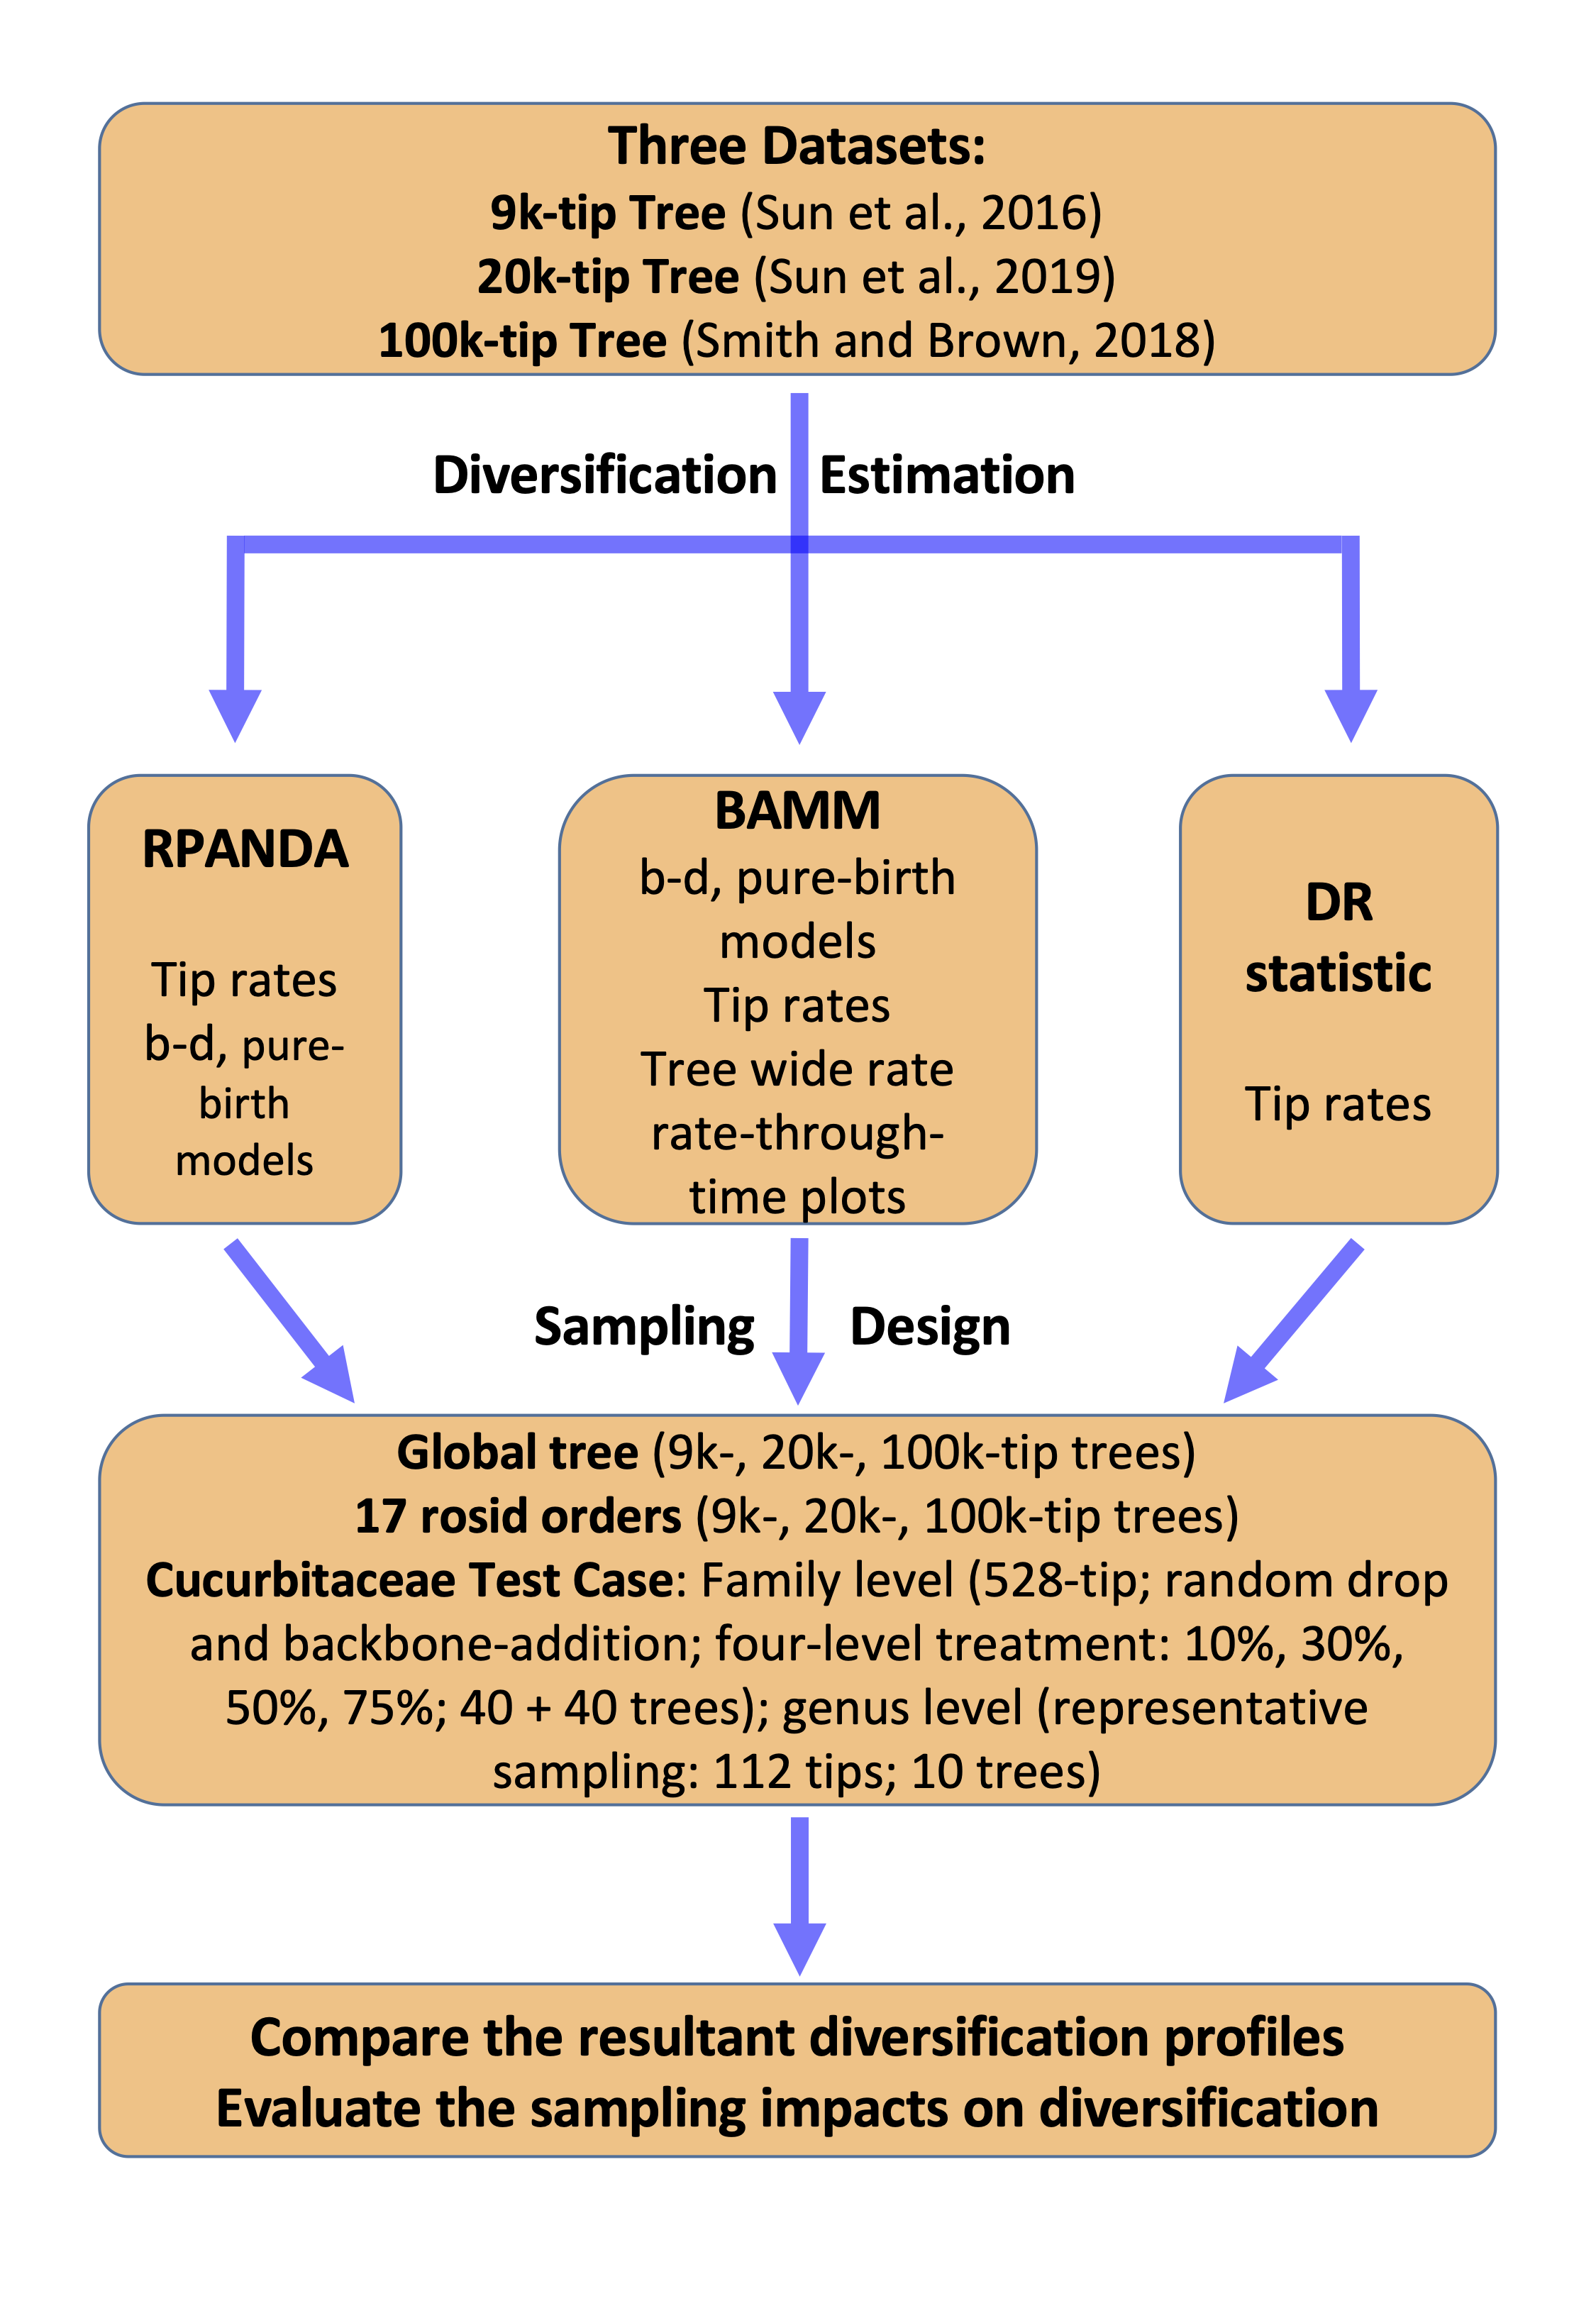 Three Datasets:
9k-tip Tree (Sun et al., 2016)
20k-tip Tree (Sun et al., 2019)
100k-tip Tree (Smith and Brown, 2018)
Diversification Estimation
RPANDA
Tip rates
b-d, pure-
birth
models
BAMM
b-d, pure-birth
models
Tip rates
Tree wide rate
rate-through-
time plots
DR
statistic
Tip rates
Sampling Design
Global tree (9k-, 20k-, 100k-tip trees)
17 rosid orders (9k-, 20k-, 100k-tip trees)
Cucurbitaceae Test Case: Family level (528-tip; random drop
and backbone-addition; four-level treatment: 10%, 30%,
50%, 75%; 40 + 40 trees); genus level (representative
sampling: 112 tips; 10 trees)
Compare the resultant diversification profiles
Evaluate the sampling impacts on diversification